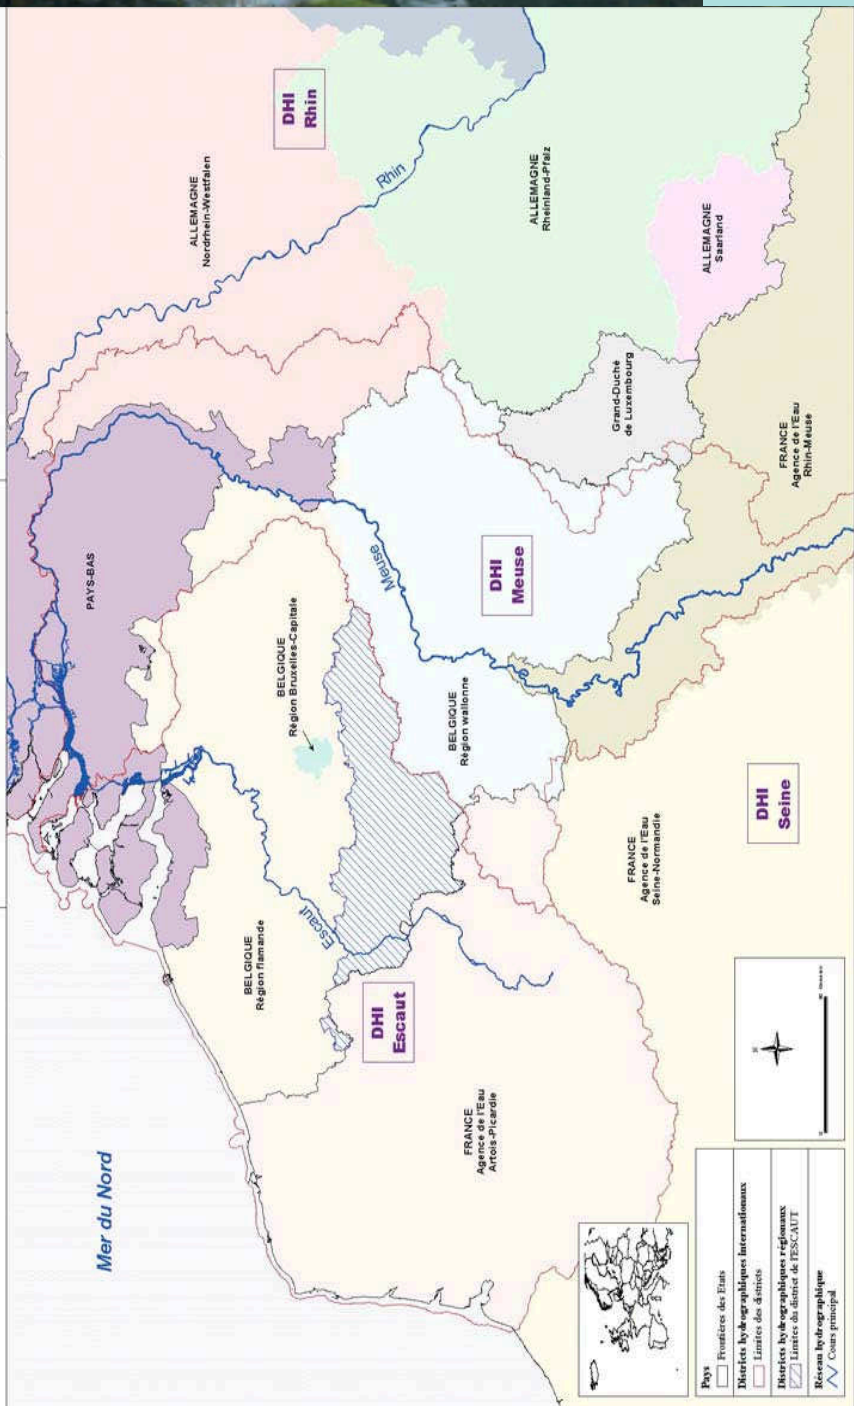 Mer du Nord
PAYS-BAS
ALLEMAGNE
Nordrhein-Westfalen
DHI
Rhin
Rhin
BELGIQUE
Région flamande
Escaut
BELGIQUE
Région Bruxelles-Capitale
Meuse
DHI
Escaut
BELGIQUE
Région wallonne
DHI
Meuse
ALLEMAGNE
Rheinland-Pfalz
Grand-Duché
de Luxembourg
ALLEMAGNE
Saarland
FRANCE
Agence de l'Eau
Artois-Picardie
FRANCE
Agence de l'Eau
Seine-Normandie
DHI
Seine
FRANCE
Agence de l'Eau
Rhin-Meuse
Pays
Frontières des Etats
Districts hydrographiques internationaux
Limites des districts
Districts hydrographiques régionaux
Limites du district de l'ESCAUT
Réseau hydrographique
Cours principal
N
0